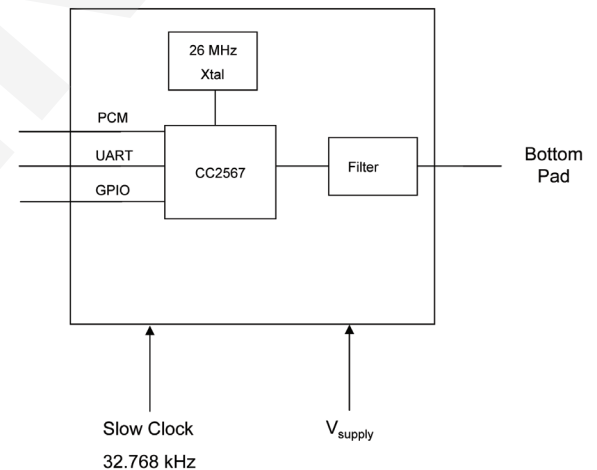 26 MHz
Xtal
PCM
UART
GPIO
CC2567
Filter
Bottom
Pad
Slow Clock
32.768 kHz
Vsupply